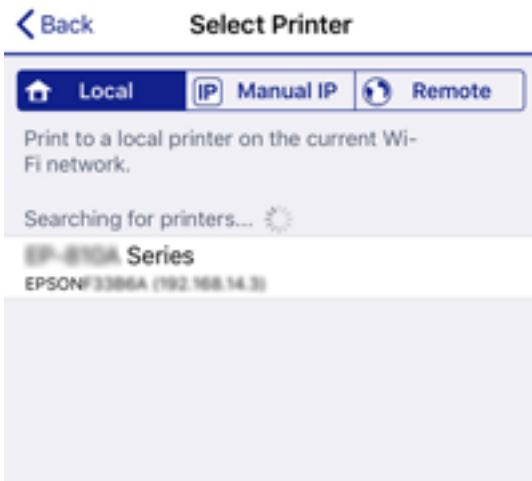 Back
Select Printer
Local
IP Manual IP
Remote
Print to a local printer on the current Wi-
Fi network.
Searching for printers...
Series
EPSON